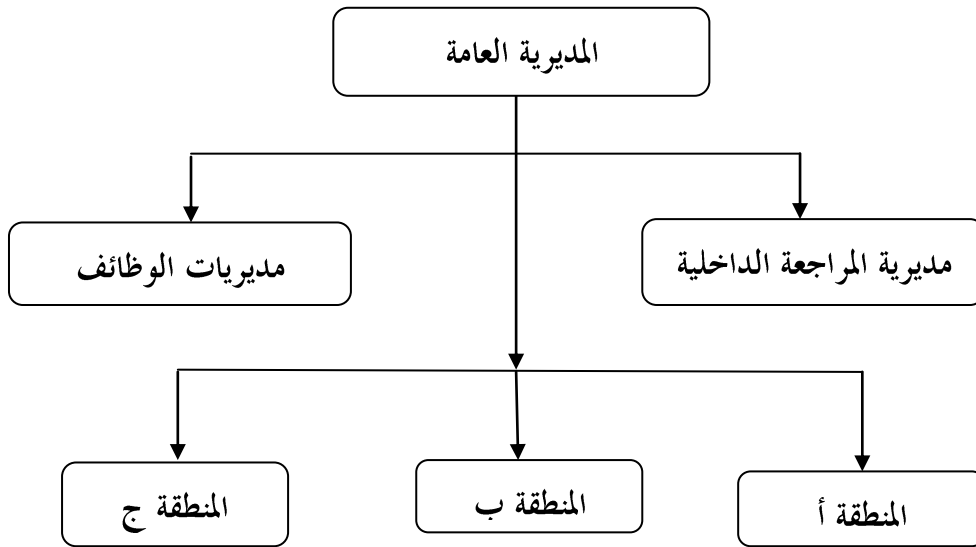 المديرية العامة
مديرية المراجعة الداخلية
مديريات الوظائف
المنطقة أ
المنطقة ب
المنطقة ج